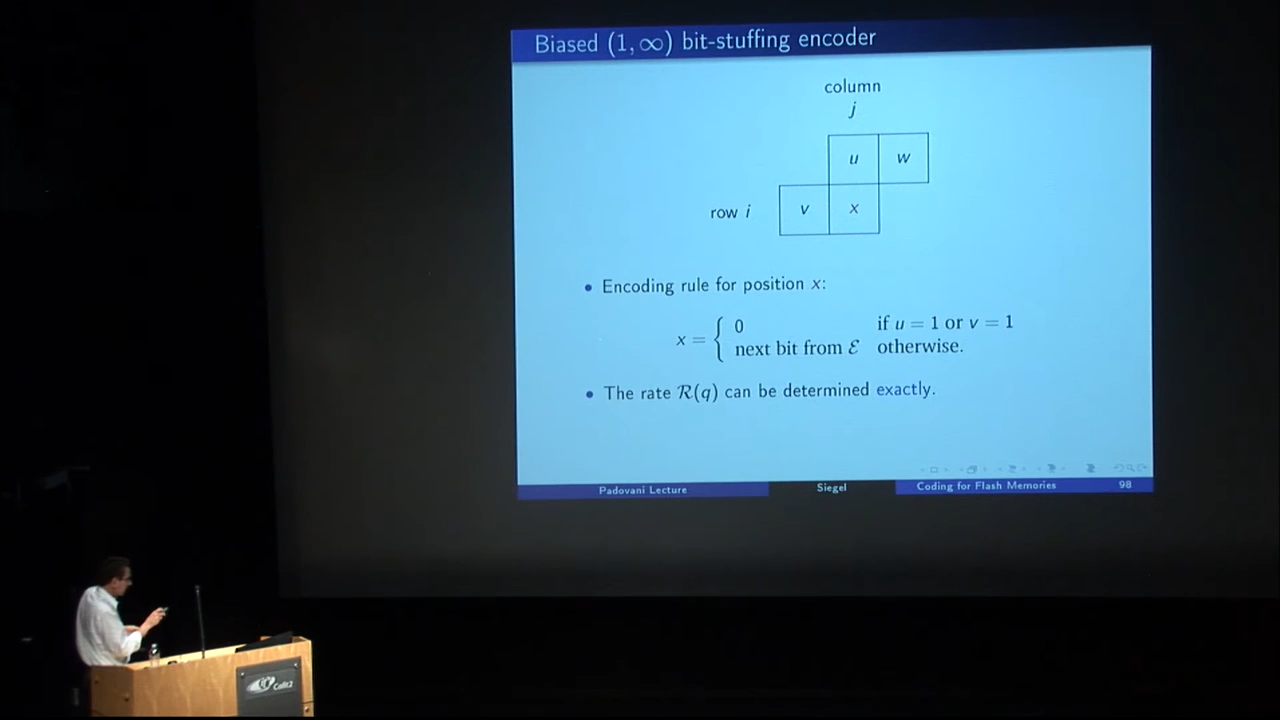 Biased (1, ∞) bit-stuffing encoder
column
j
u w
row i v x
• Encoding rule for position x:
x = { 0 if u = 1 or v = 1
next bit from ℰ otherwise.
• The rate ℛ(q) can be determined exactly.
Padovani Lecture Siegel Coding for Flash Memories 98
Calit2